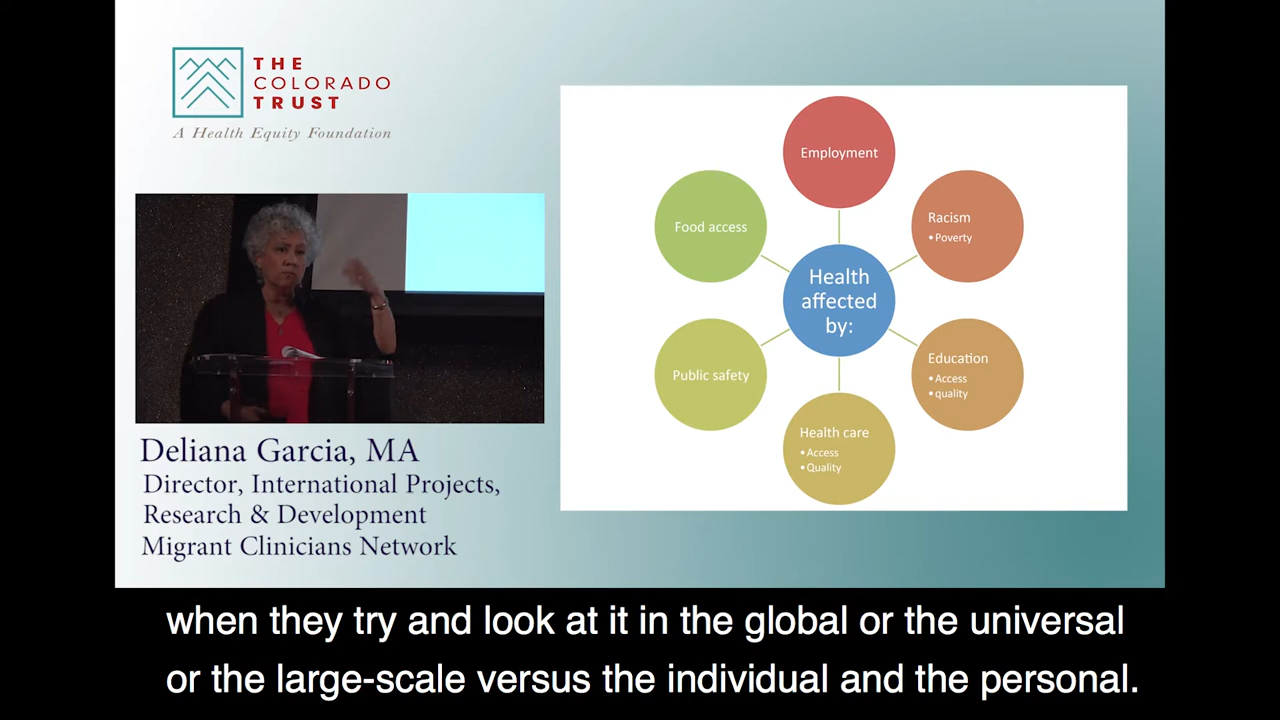 THE
COLORADO
TRUST
A Health Equity Foundation
Deliana Garcia, MA
Director, International Projects,
Research & Development
Migrant Clinicians Network
Employment
Food access
Racism
• Poverty
Health
affected
by:
Public safety
Education
• Access
• quality
Health care
• Access
• Quality
when they try and look at it in the global or the universal
or the large-scale versus the individual and the personal.